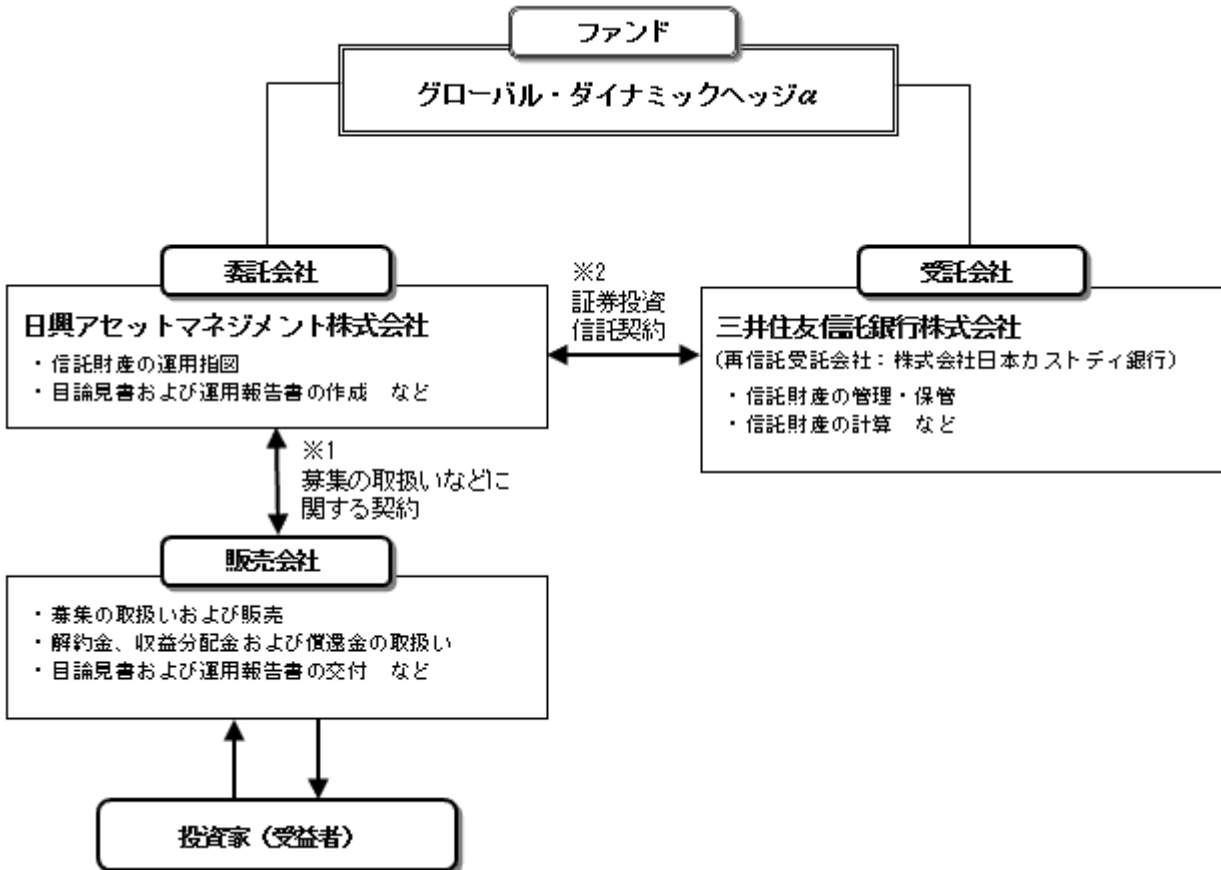 ファンド
グローバル・ダイナミックヘッジα
委託会社
日興アセットマネジメント株式会社
・信託財産の運用指図
・目論見書および運用報告書の作成　など
※2
証券投資
信託契約
受託会社
三井住友信託銀行株式会社
(再信託受託会社：株式会社日本カストディ銀行)
・信託財産の管理・保管
・信託財産の計算　など
※1
募集の取扱いなどに
関する契約
販売会社
・募集の取扱いおよび販売
・解約金、収益分配金および償還金の取扱い
・目論見書および運用報告書の交付　など
投資家（受益者）